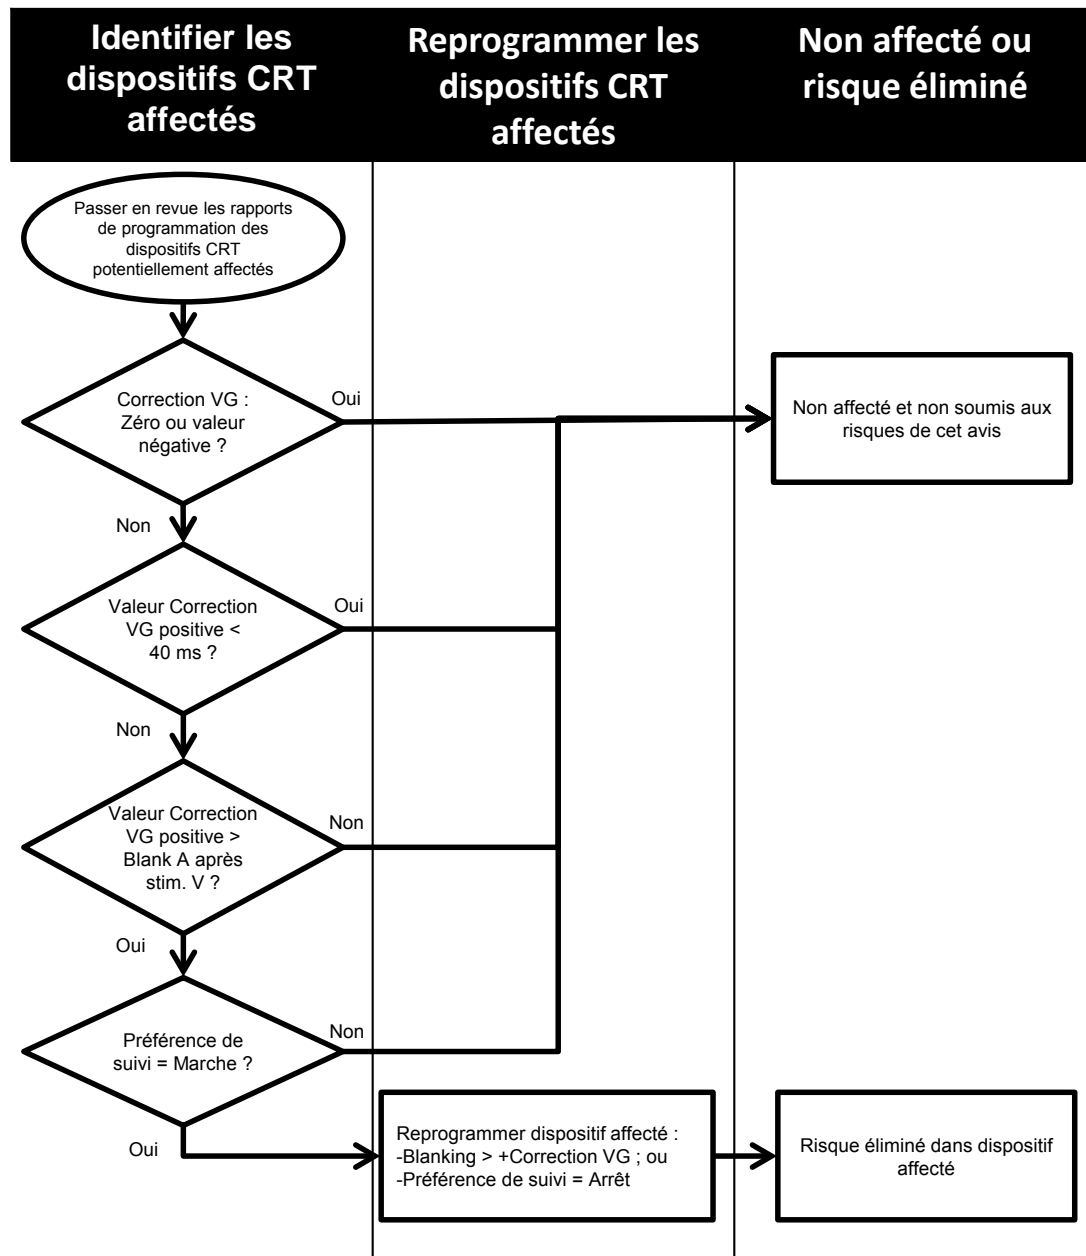 Identifier les
dispositifs CRT
affectés
Reprogrammer les
dispositifs CRT
affectés
Non affecté ou
risque éliminé
Passer en revue les rapports
de programmation des
dispositifs CRT
potentiellement affectés
Correction VG :
Zéro ou valeur
négative ?
Oui
Non affecté et non soumis aux
risques de cet avis
Non
Valeur Correction
VG positive <
40 ms ?
Oui
Non
Valeur Correction
VG positive >
Blank A après
stim. V ?
Non
Oui
Préférence de
suivi = Marche ?
Non
Oui
Reprogrammer dispositif affecté :
-Blanking > +Correction VG ; ou
-Préférence de suivi = Arrêt
Risque éliminé dans dispositif
affecté